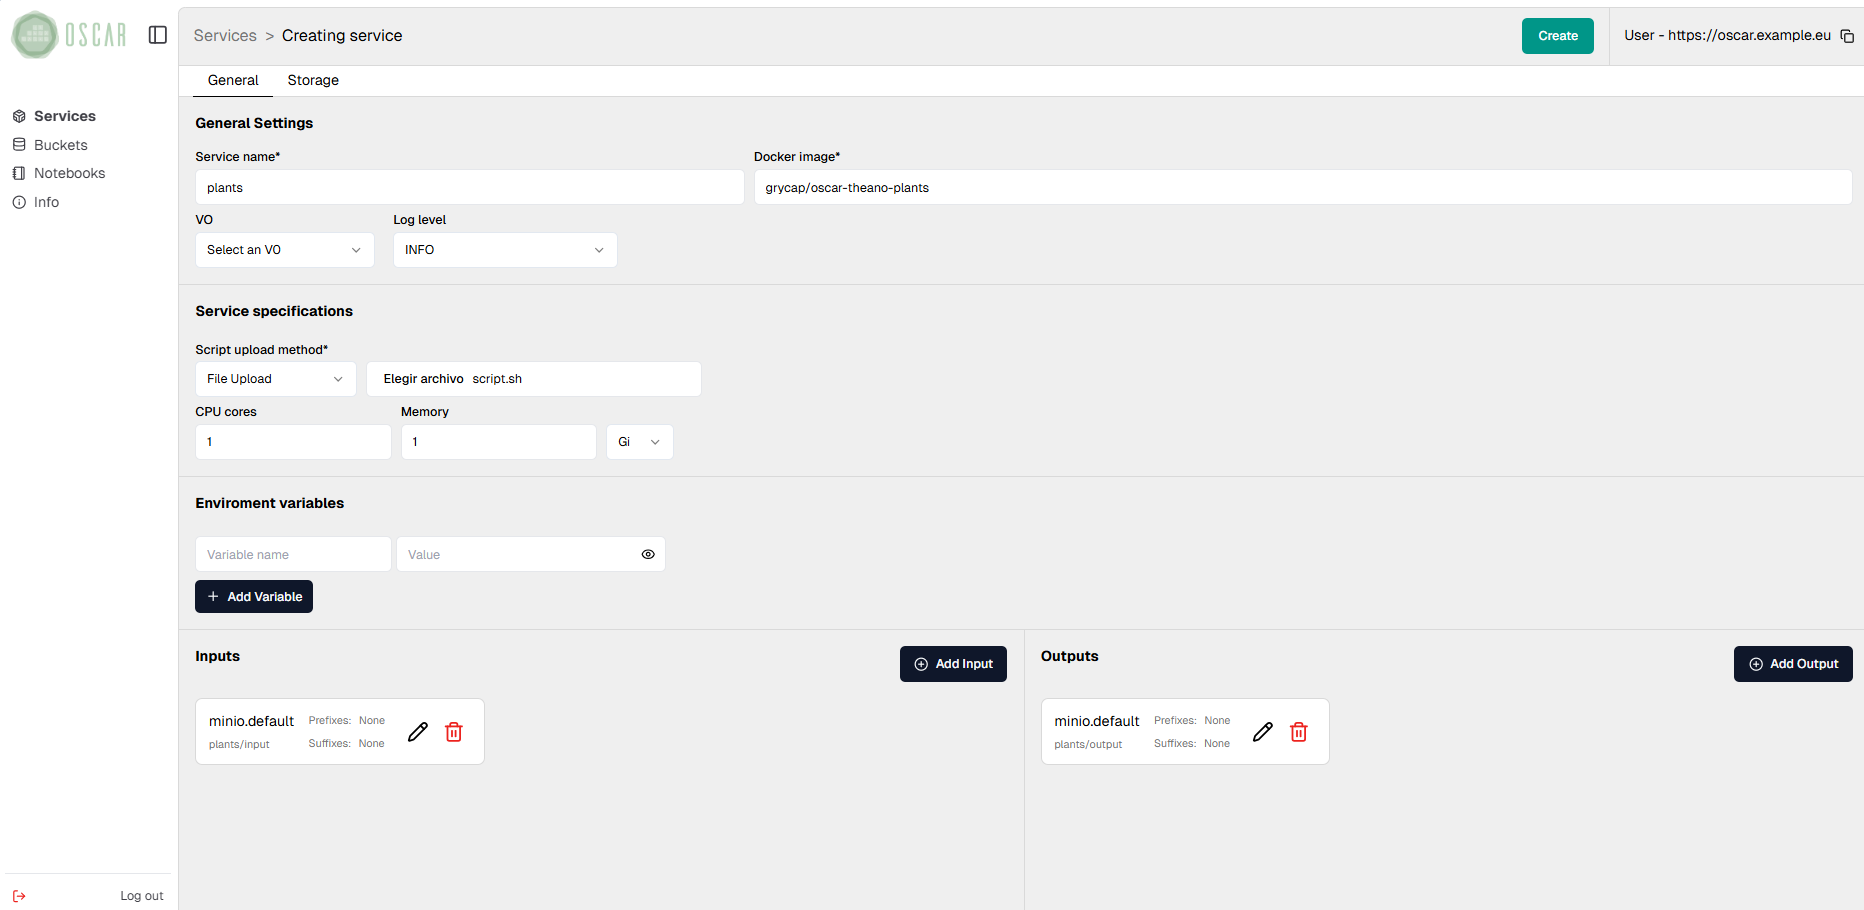 OSCAR
Services > Creating service
Create
User - https://oscar.example.eu
General Storage
Services
Buckets
Notebooks
Info
General Settings
Service name* Docker image*
plants grycap/oscar-theano-plants
VO Log level
Select an VO INFO
Service specifications
Script upload method*
File Upload Elegir archivo script.sh
CPU cores Memory
1 1 Gi
Enviroment variables
Variable name Value
+ Add Variable
Inputs Add Input
minio.default Prefixes: None
plants/input Suffixes: None
Outputs Add Output
minio.default Prefixes: None
plants/output Suffixes: None
Log out